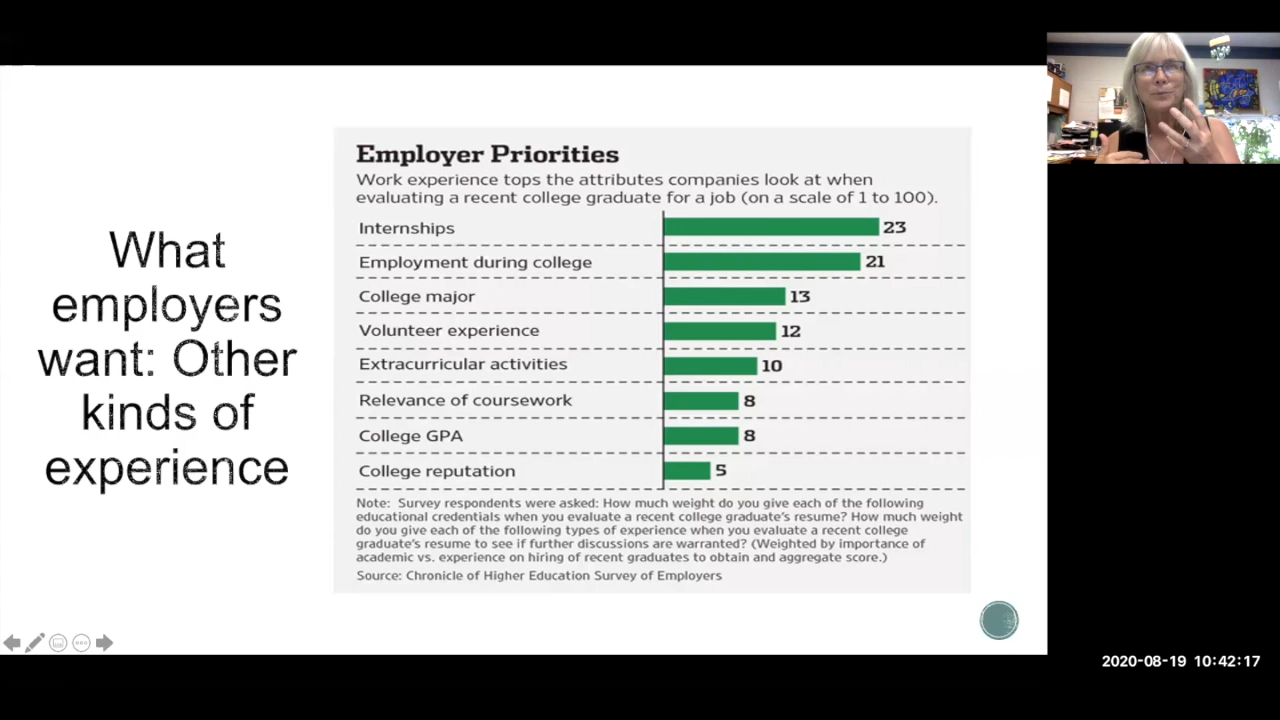 What
employers
want: Other
kinds of
experience
Employer Priorities
Work experience tops the attributes companies look at when
evaluating a recent college graduate for a job (on a scale of 1 to 100).
Internships 23
Employment during college 21
College major 13
Volunteer experience 12
Extracurricular activities 10
Relevance of coursework 8
College GPA 8
College reputation 5
Note: Survey respondents were asked: How much weight do you give each of the following
educational credentials when you evaluate a recent college graduate's resume? How much weight
do you give each of the following types of experience when you evaluate a recent college
graduate's resume to see if further discussions are warranted? (Weighted by importance of
academic vs. experience on hiring of recent graduates to obtain and aggregate score.)
Source: Chronicle of Higher Education Survey of Employers
2020-08-19 10:42:17